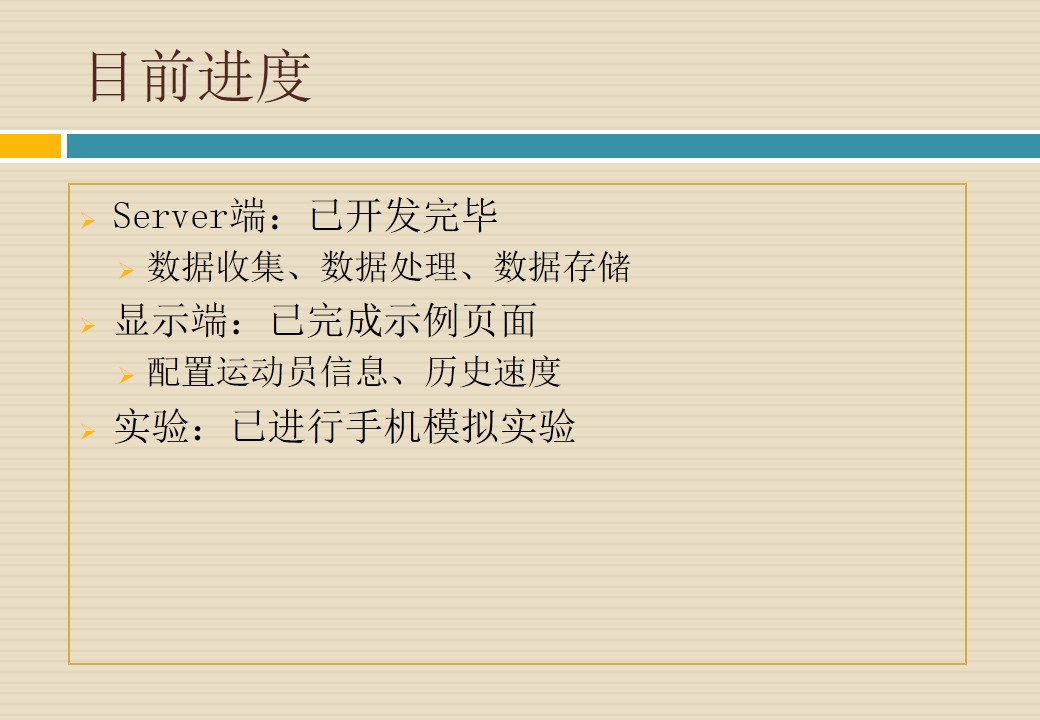 目前进度
Server端：已开发完毕
数据收集、数据处理、数据存储
显示端：已完成示例页面
配置运动员信息、历史速度
实验：已进行手机模拟实验